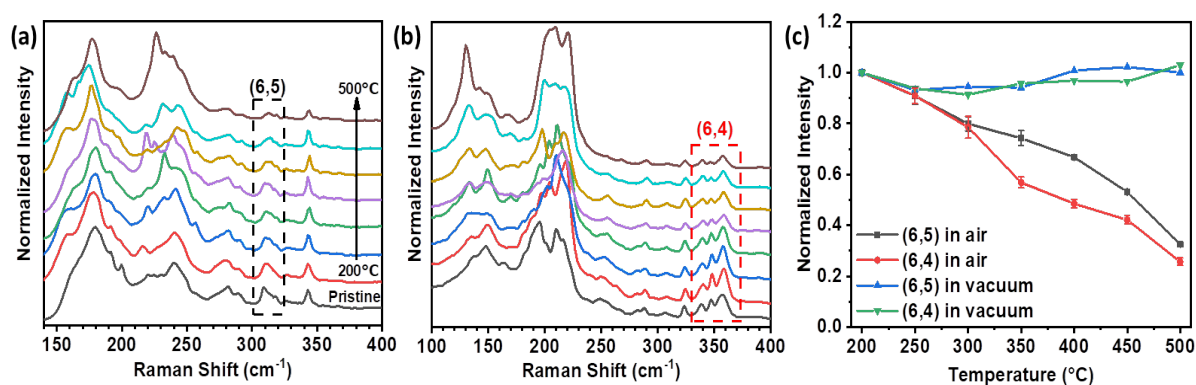 (a)
Normalized Intensity
(6,5)
500°C
200°C
Pristine
140 200 250 300 350 400
Raman Shift (cm⁻¹)
(b)
Normalized Intensity
(6,4)
100 150 200 250 300 350 400
Raman Shift (cm⁻¹)
(c)
Normalized Intensity
1.2
1.0
0.8
0.6
0.4
0.2
0.0
(6,5) in air
(6,4) in air
(6,5) in vacuum
(6,4) in vacuum
200 250 300 350 400 450 500
Temperature (°C)